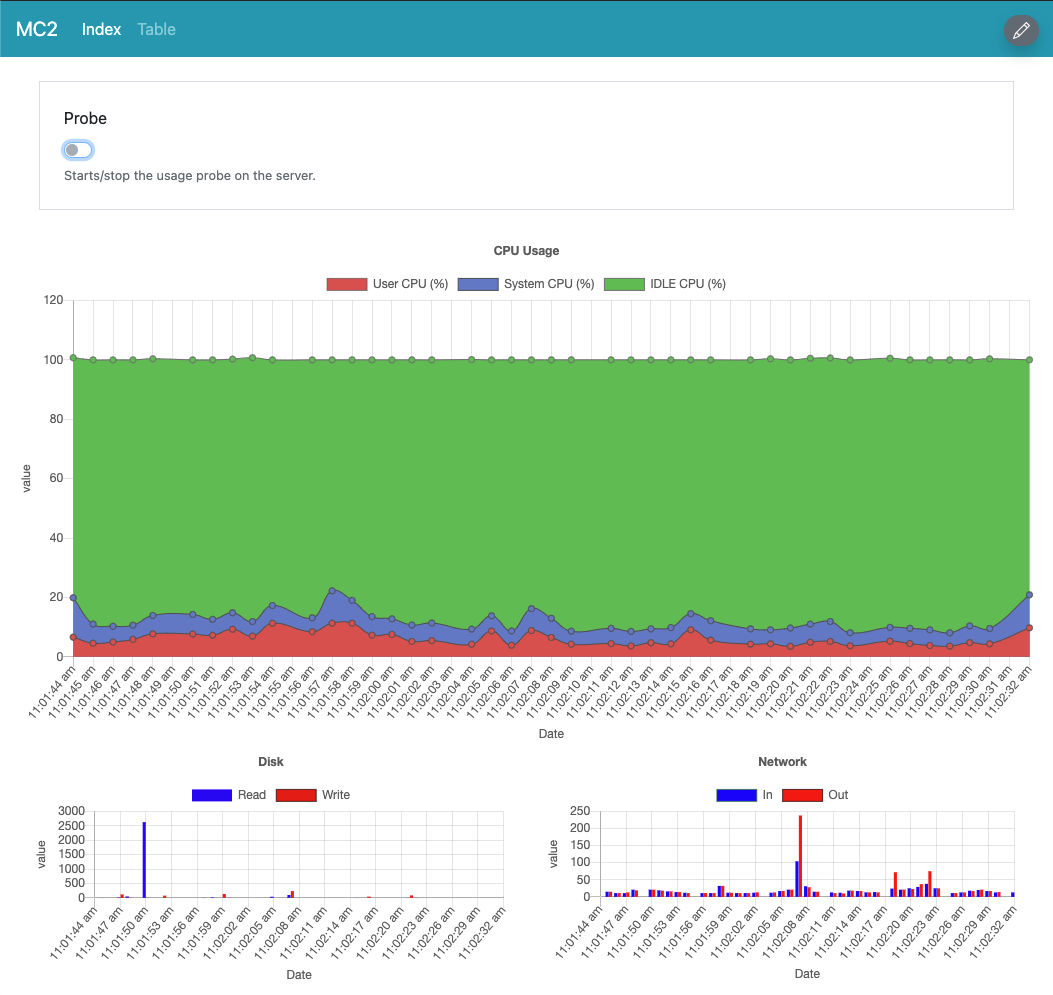 MC2 Index Table
Probe
Starts/stop the usage probe on the server.
CPU Usage
User CPU (%) System CPU (%) IDLE CPU (%)
120
100
80
60
40
20
0
value
11:01:44 am 11:01:45 am 11:01:46 am 11:01:47 am 11:01:48 am 11:01:49 am 11:01:50 am 11:01:51 am 11:01:52 am 11:01:53 am 11:01:54 am 11:01:55 am 11:01:56 am 11:01:57 am 11:01:58 am 11:01:59 am 11:02:00 am 11:02:01 am 11:02:02 am 11:02:03 am 11:02:04 am 11:02:05 am 11:02:06 am 11:02:07 am 11:02:08 am 11:02:09 am 11:02:10 am 11:02:11 am 11:02:12 am 11:02:13 am 11:02:14 am 11:02:15 am 11:02:16 am 11:02:17 am 11:02:18 am 11:02:19 am 11:02:20 am 11:02:21 am 11:02:22 am 11:02:23 am 11:02:24 am 11:02:25 am 11:02:26 am 11:02:27 am 11:02:28 am 11:02:29 am 11:02:30 am 11:02:31 am 11:02:32 am
Date
Disk
Read Write
3000
2500
2000
1500
1000
500
0
value
11:01:44 am 11:01:47 am 11:01:50 am 11:01:53 am 11:01:56 am 11:01:59 am 11:02:02 am 11:02:05 am 11:02:08 am 11:02:11 am 11:02:14 am 11:02:17 am 11:02:20 am 11:02:23 am 11:02:26 am 11:02:29 am 11:02:32 am
Date
Network
In Out
250
200
150
100
50
0
value
11:01:44 am 11:01:47 am 11:01:50 am 11:01:53 am 11:01:56 am 11:01:59 am 11:02:02 am 11:02:05 am 11:02:08 am 11:02:11 am 11:02:14 am 11:02:17 am 11:02:20 am 11:02:23 am 11:02:26 am 11:02:29 am 11:02:32 am
Date